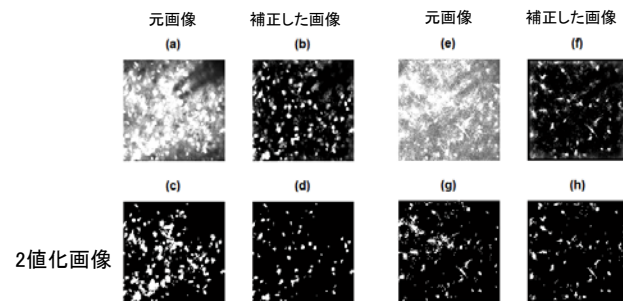 元画像 補正した画像 元画像 補正した画像
(a) (b) (e) (f)
(c) (d) (g) (h)
2値化画像